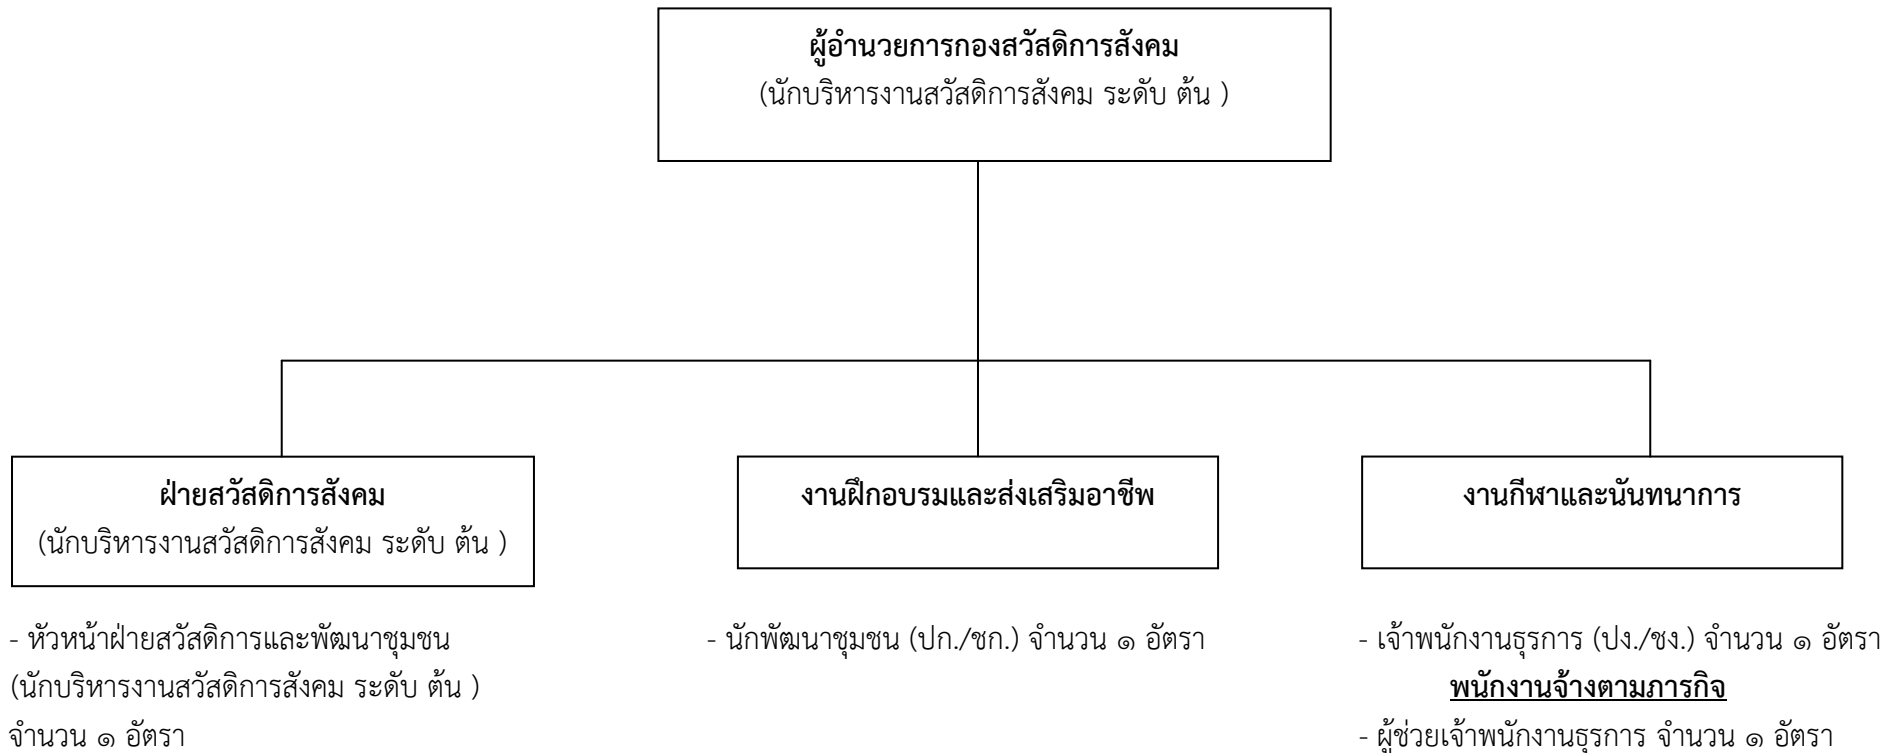 ผู้อำนวยการกองสวัสดิการสังคม
(นักบริหารงานสวัสดิการสังคม ระดับ ต้น )
ฝ่ายสวัสดิการสังคม
(นักบริหารงานสวัสดิการสังคม ระดับ ต้น )
- หัวหน้าฝ่ายสวัสดิการและพัฒนาชุมชน
(นักบริหารงานสวัสดิการสังคม ระดับ ต้น )
จำนวน ๑ อัตรา
งานฝึกอบรมและส่งเสริมอาชีพ
- นักพัฒนาชุมชน (ปก./ชก.) จำนวน ๑ อัตรา
งานกีฬาและนันทนาการ
- เจ้าพนักงานธุรการ (ปง./ชง.) จำนวน ๑ อัตรา
พนักงานจ้างตามภารกิจ
- ผู้ช่วยเจ้าพนักงานธุรการ จำนวน ๑ อัตรา